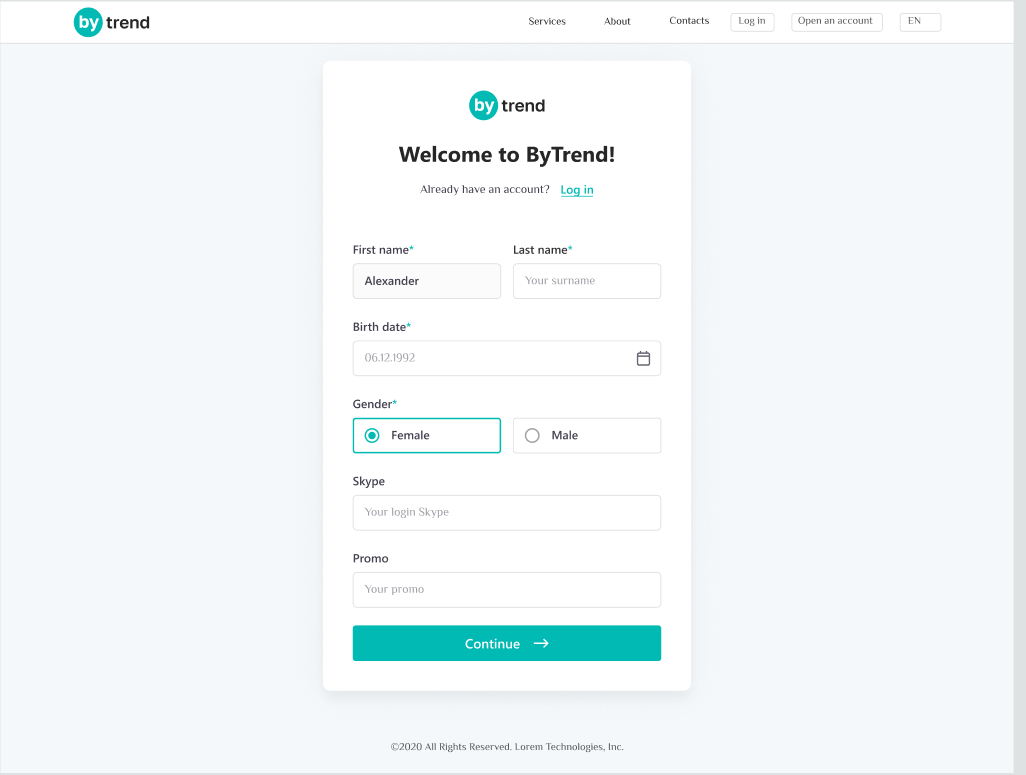 by trend
Services About Contacts Log in Open an account EN
by trend
Welcome to ByTrend!
Already have an account? Log in
First name* Last name*
Alexander Your surname
Birth date*
06.12.1992
Gender*
Female Male
Skype
Your login Skype
Promo
Your promo
Continue →
©2020 All Rights Reserved. Lorem Technologies, Inc.